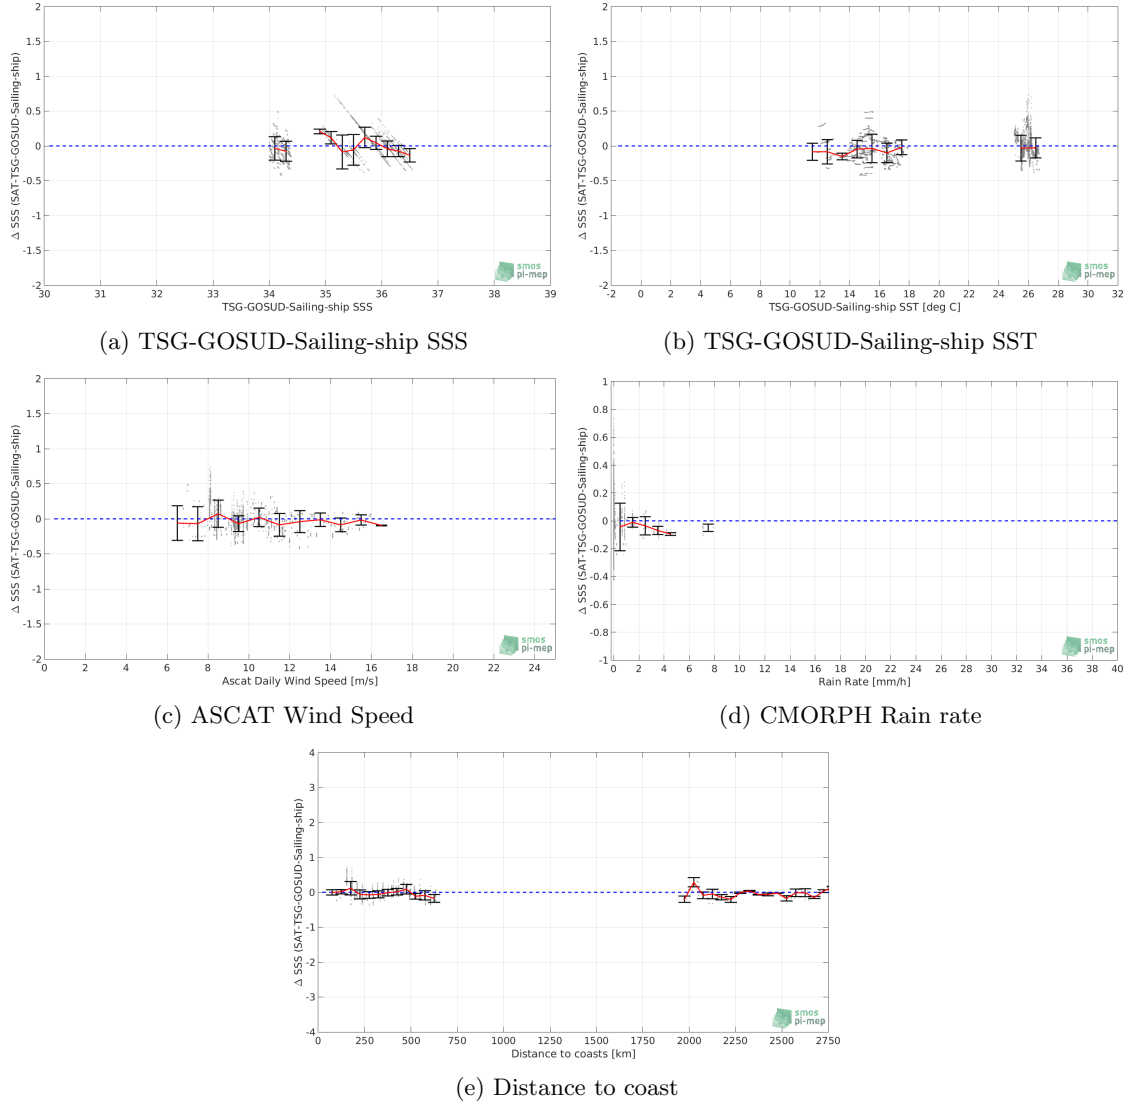 2
1.5
1
0.5
0
-0.5
-1
-1.5
-2
Δ SSS (SAT-TSG-GOSUD-Sailing-ship)
30 31 32 33 34 35 36 37 38 39
TSG-GOSUD-Sailing-ship SSS
smos
pi-mep
(a) TSG-GOSUD-Sailing-ship SSS
2
1.5
1
0.5
0
-0.5
-1
-1.5
-2
Δ SSS (SAT-TSG-GOSUD-Sailing-ship)
-2 0 2 4 6 8 10 12 14 16 18 20 22 24 26 28 30 32
TSG-GOSUD-Sailing-ship SST [deg C]
smos
pi-mep
(b) TSG-GOSUD-Sailing-ship SST
2
1.5
1
0.5
0
-0.5
-1
-1.5
-2
Δ SSS (SAT-TSG-GOSUD-Sailing-ship)
0 2 4 6 8 10 12 14 16 18 20 22 24
Ascat Daily Wind Speed [m/s]
smos
pi-mep
(c) ASCAT Wind Speed
1
0.8
0.6
0.4
0.2
0
-0.2
-0.4
-0.6
-0.8
-1
Δ SSS (SAT-TSG-GOSUD-Sailing-ship)
0 2 4 6 8 10 12 14 16 18 20 22 24 26 28 30 32 34 36 38 40
Rain Rate [mm/h]
smos
pi-mep
(d) CMORPH Rain rate
4
3
2
1
0
-1
-2
-3
-4
Δ SSS (SAT-TSG-GOSUD-Sailing-ship)
0 250 500 750 1000 1250 1500 1750 2000 2250 2500 2750
Distance to coasts [km]
smos
pi-mep
(e) Distance to coast